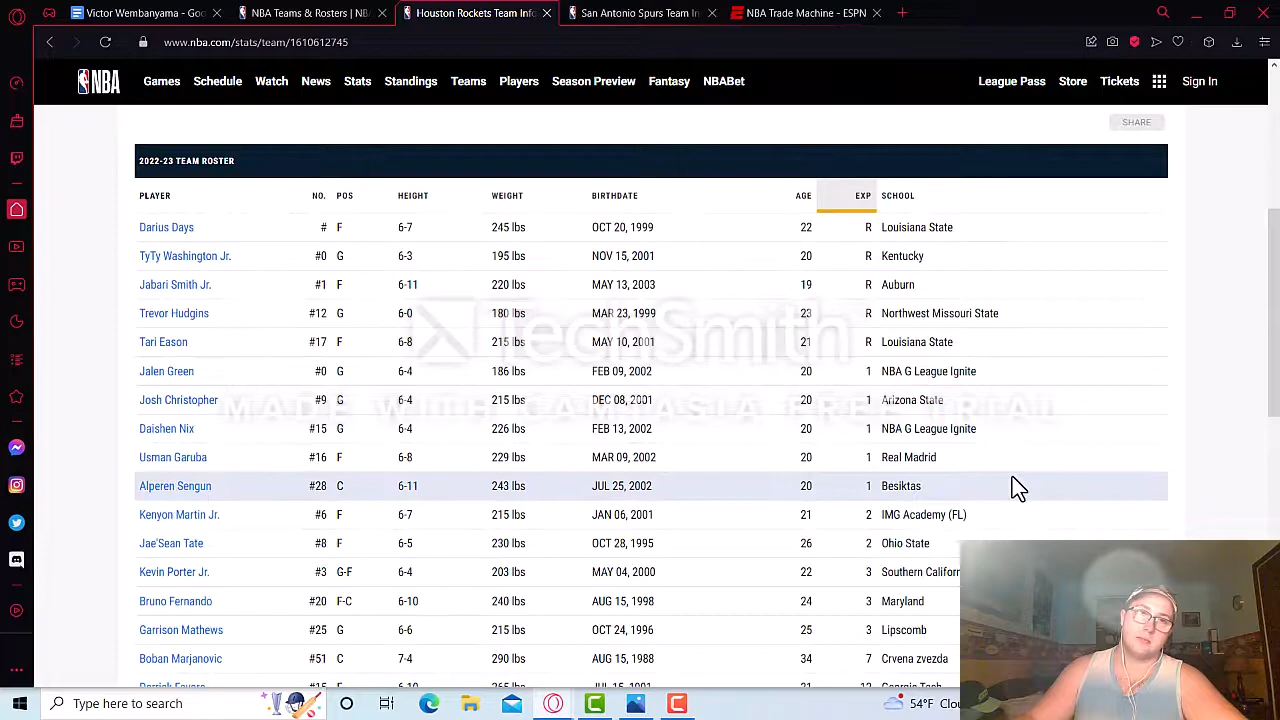 Victor Wembanyama - Goo
NBA Teams & Rosters | NBA
Houston Rockets Team Info
San Antonio Spurs Team In
NBA Trade Machine - ESPN
www.nba.com/stats/team/1610612745
NBA Games Schedule Watch News Stats Standings Teams Players Season Preview Fantasy NBABet League Pass Store Tickets Sign In
SHARE
2022-23 TEAM ROSTER
PLAYER NO. POS HEIGHT WEIGHT BIRTHDATE AGE EXP SCHOOL
Darius Days # F 6-7 245 lbs OCT 20, 1999 22 R Louisiana State
TyTy Washington Jr. #0 G 6-3 195 lbs NOV 15, 2001 20 R Kentucky
Jabari Smith Jr. #1 F 6-11 220 lbs MAY 13, 2003 19 R Auburn
Trevor Hudgins #12 G 6-0 180 lbs MAR 23, 1999 23 R Northwest Missouri State
TechSmith
Tari Eason #17 F 6-8 215 lbs MAY 10, 2001 21 R Louisiana State
Jalen Green #0 G 6-4 186 lbs FEB 09, 2002 20 1 NBA G League Ignite
Josh Christopher #9 G 6-4 215 lbs DEC 08, 2001 20 1 Arizona State
MADE WITH CAMTASIA FREE TRIAL
Daishen Nix #15 G 6-4 226 lbs FEB 13, 2002 20 1 NBA G League Ignite
Usman Garuba #16 F 6-8 229 lbs MAR 09, 2002 20 1 Real Madrid
Alperen Sengun #28 C 6-11 243 lbs JUL 25, 2002 20 1 Besiktas
Kenyon Martin Jr. #6 F 6-7 215 lbs JAN 06, 2001 21 2 IMG Academy (FL)
Jae'Sean Tate #8 F 6-5 230 lbs OCT 28, 1995 26 2 Ohio State
Kevin Porter Jr. #3 G-F 6-4 203 lbs MAY 04, 2000 22 3 Southern Californ
Bruno Fernando #20 F-C 6-10 240 lbs AUG 15, 1998 24 3 Maryland
Garrison Mathews #25 G 6-6 215 lbs OCT 24, 1996 25 3 Lipscomb
Boban Marjanovic #51 C 7-4 290 lbs AUG 15, 1988 34 7 Crvena zvezda
Type here to search
54°F Clou